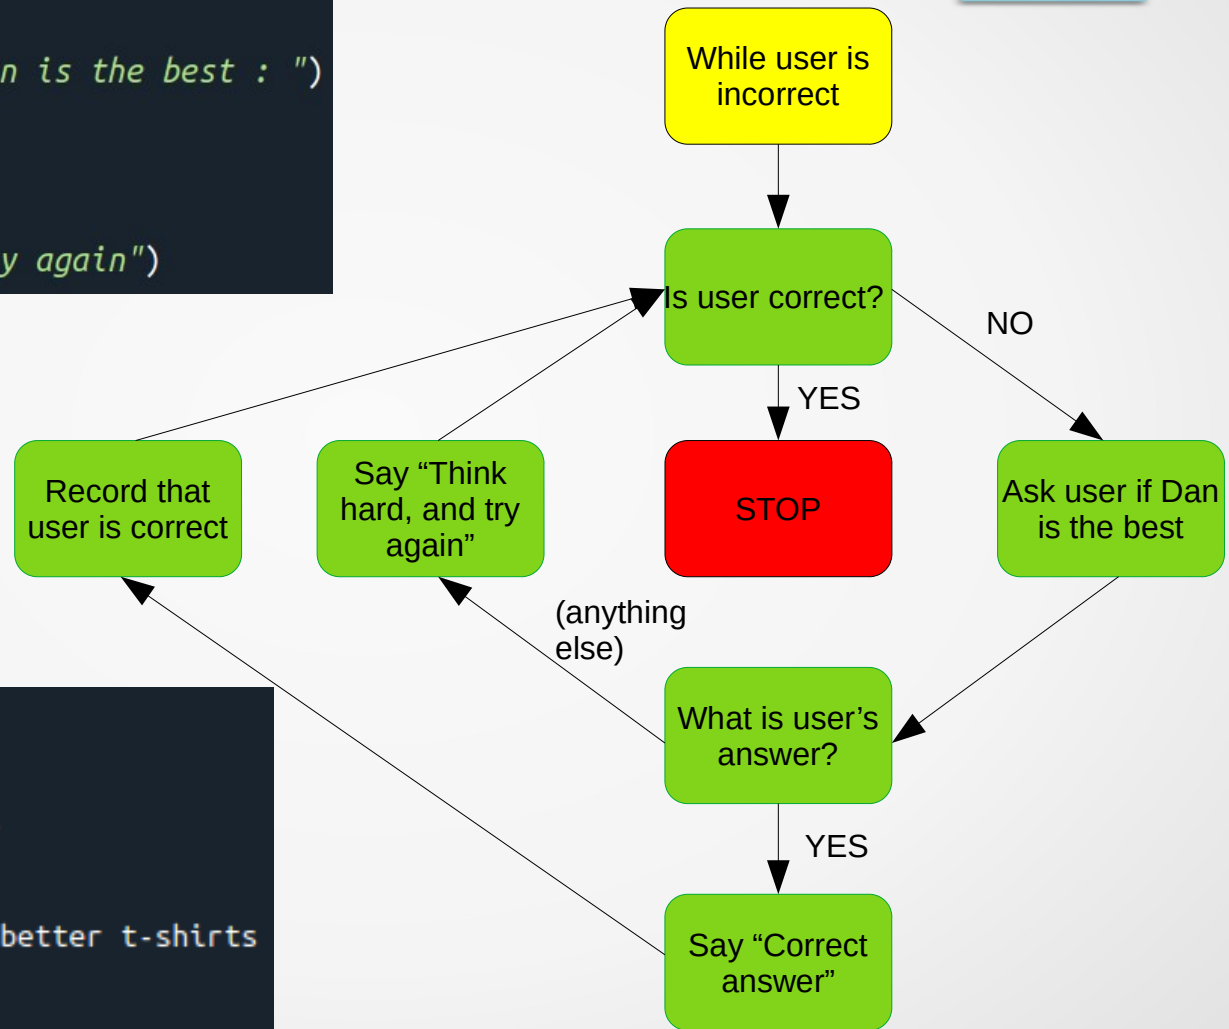 n is the best : ")
y again")
While user is
incorrect
Is user correct?
NO
YES
Record that
user is correct
Say “Think
hard, and try
again”
STOP
Ask user if Dan
is the best
(anything
else)
What is user’s
answer?
YES
better t-shirts
Say “Correct
answer”